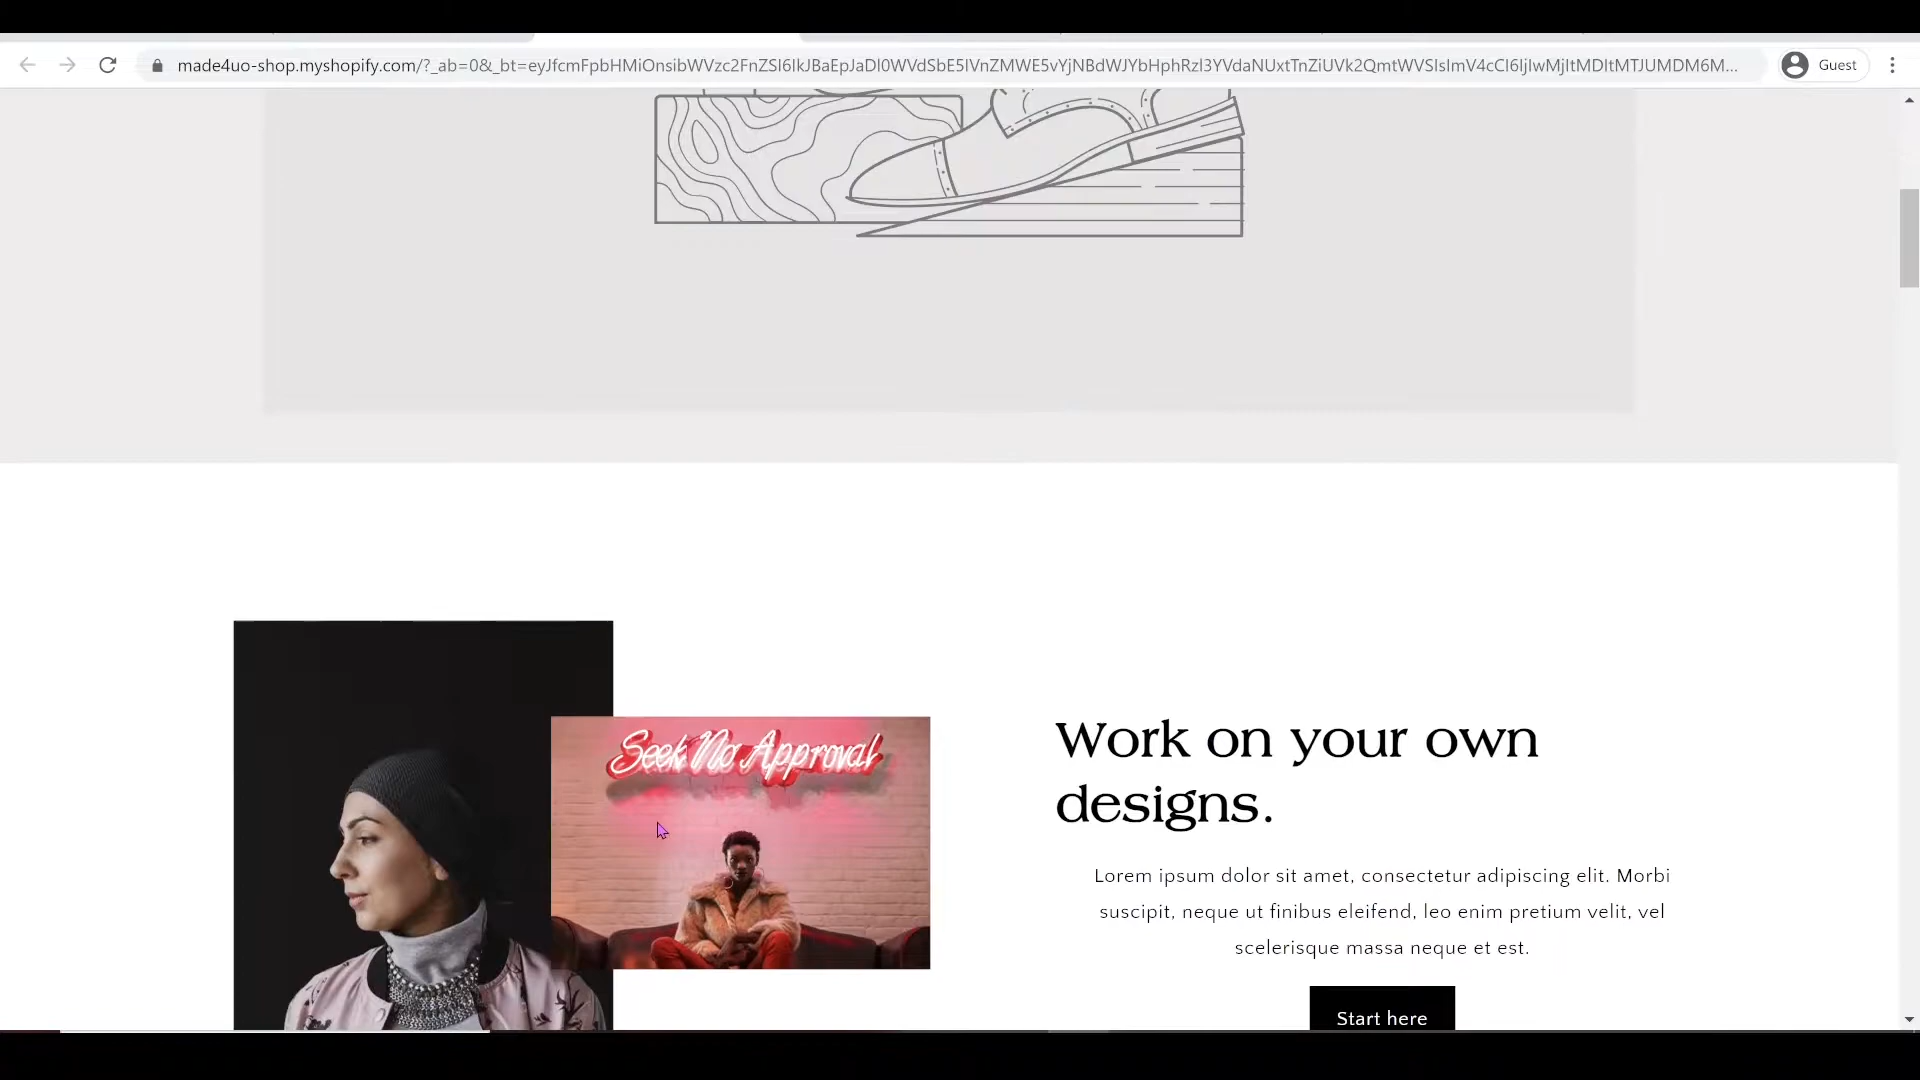 made4uo-shop.myshopify.com/?_ab=0&_bt=
Guest
Seek No Approval
Work on your own
designs.
Lorem ipsum dolor sit amet, consectetur adipiscing elit. Morbi
suscipit, neque ut finibus eleifend, leo enim pretium velit, vel
scelerisque massa neque et est.
Start here